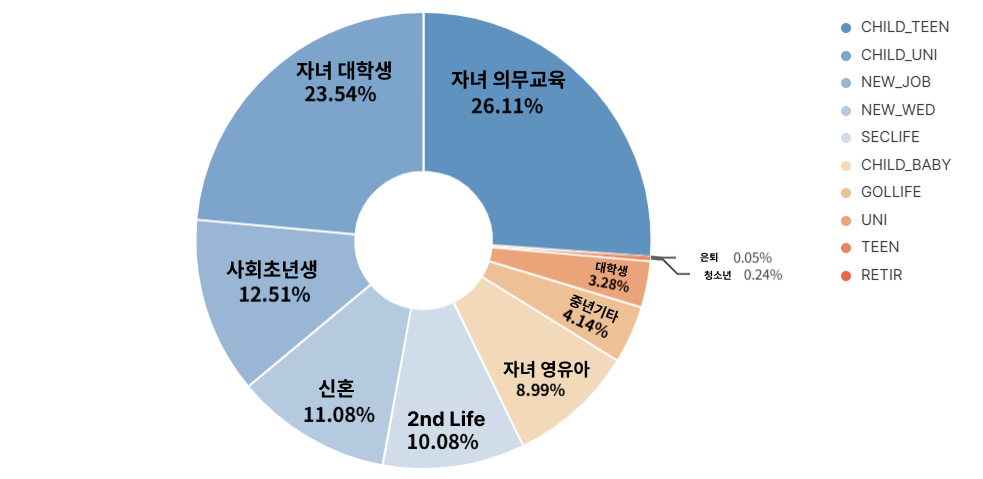 자녀 대학생
23.54%
자녀 의무교육
26.11%
사회초년생
12.51%
신혼
11.08%
2nd Life
10.08%
자녀 영유아
8.99%
중년기타
4.14%
대학생
3.28%
은퇴 0.05%
청소년 0.24%
CHILD_TEEN
CHILD_UNI
NEW_JOB
NEW_WED
SECLIFE
CHILD_BABY
GOLLIFE
UNI
TEEN
RETIR